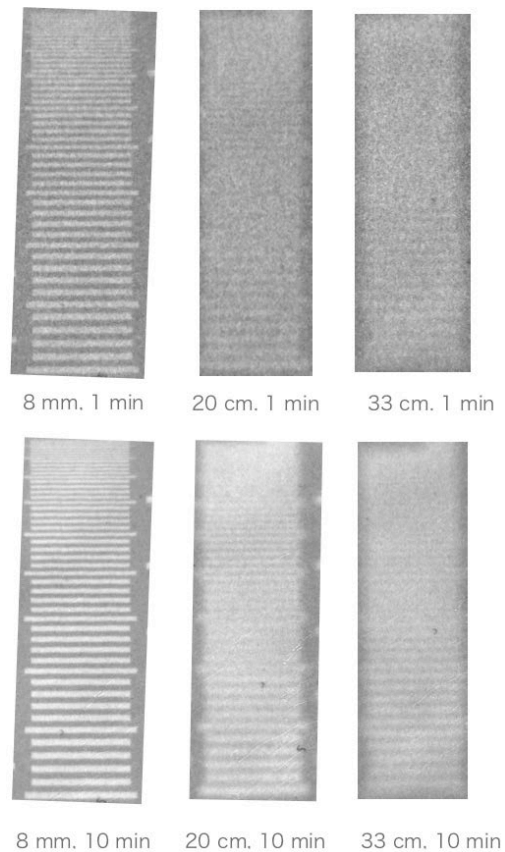 8 mm. 1 min
20 cm. 1 min
33 cm. 1 min
8 mm. 10 min
20 cm. 10 min
33 cm. 10 min